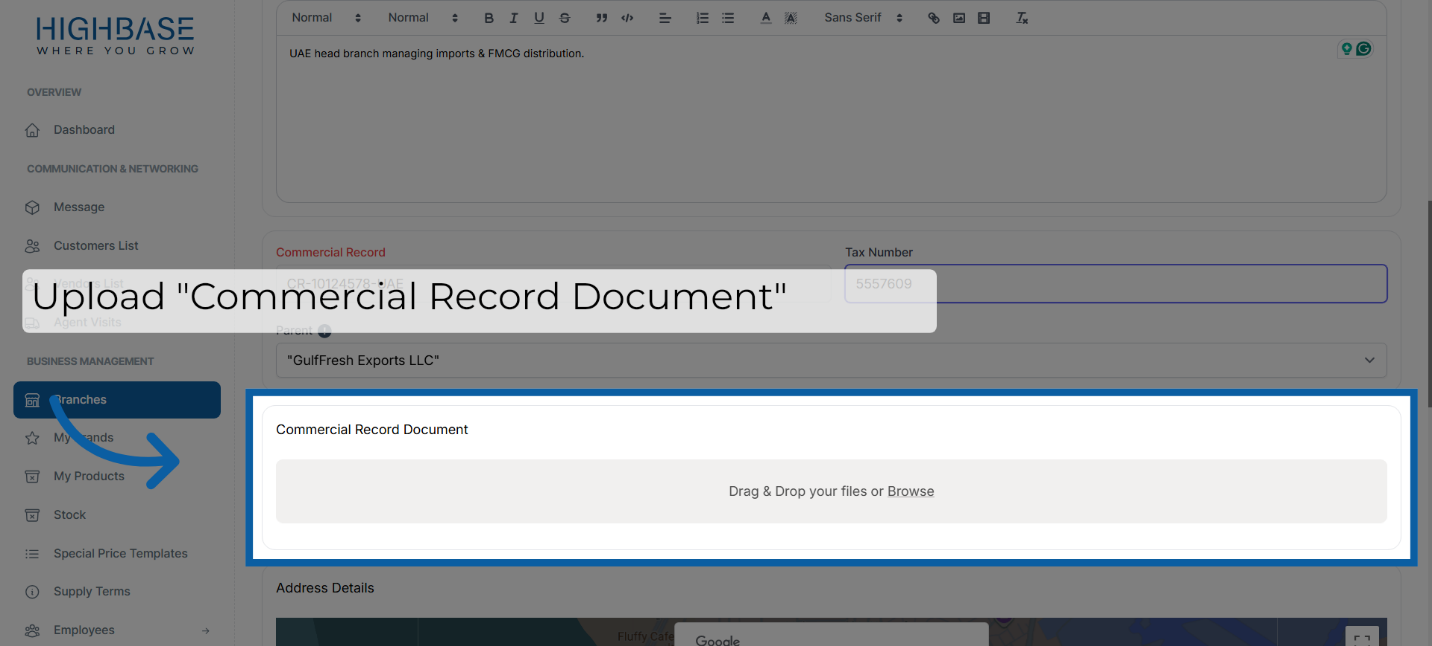 HIGHBASE
WHERE YOU GROW
OVERVIEW
Dashboard
COMMUNICATION & NETWORKING
Message
Customers List
Vendors List
Agent Visits
BUSINESS MANAGEMENT
Branches
My Brands
My Products
Stock
Special Price Templates
Supply Terms
Employees
Normal Normal Sans Serif
UAE head branch managing imports & FMCG distribution.
Commercial Record Tax Number
CR-10124578-UAE 5557609
Upload "Commercial Record Document"
Parent
"GulfFresh Exports LLC"
Commercial Record Document
Drag & Drop your files or Browse
Address Details
Fluffy Cafe
Google